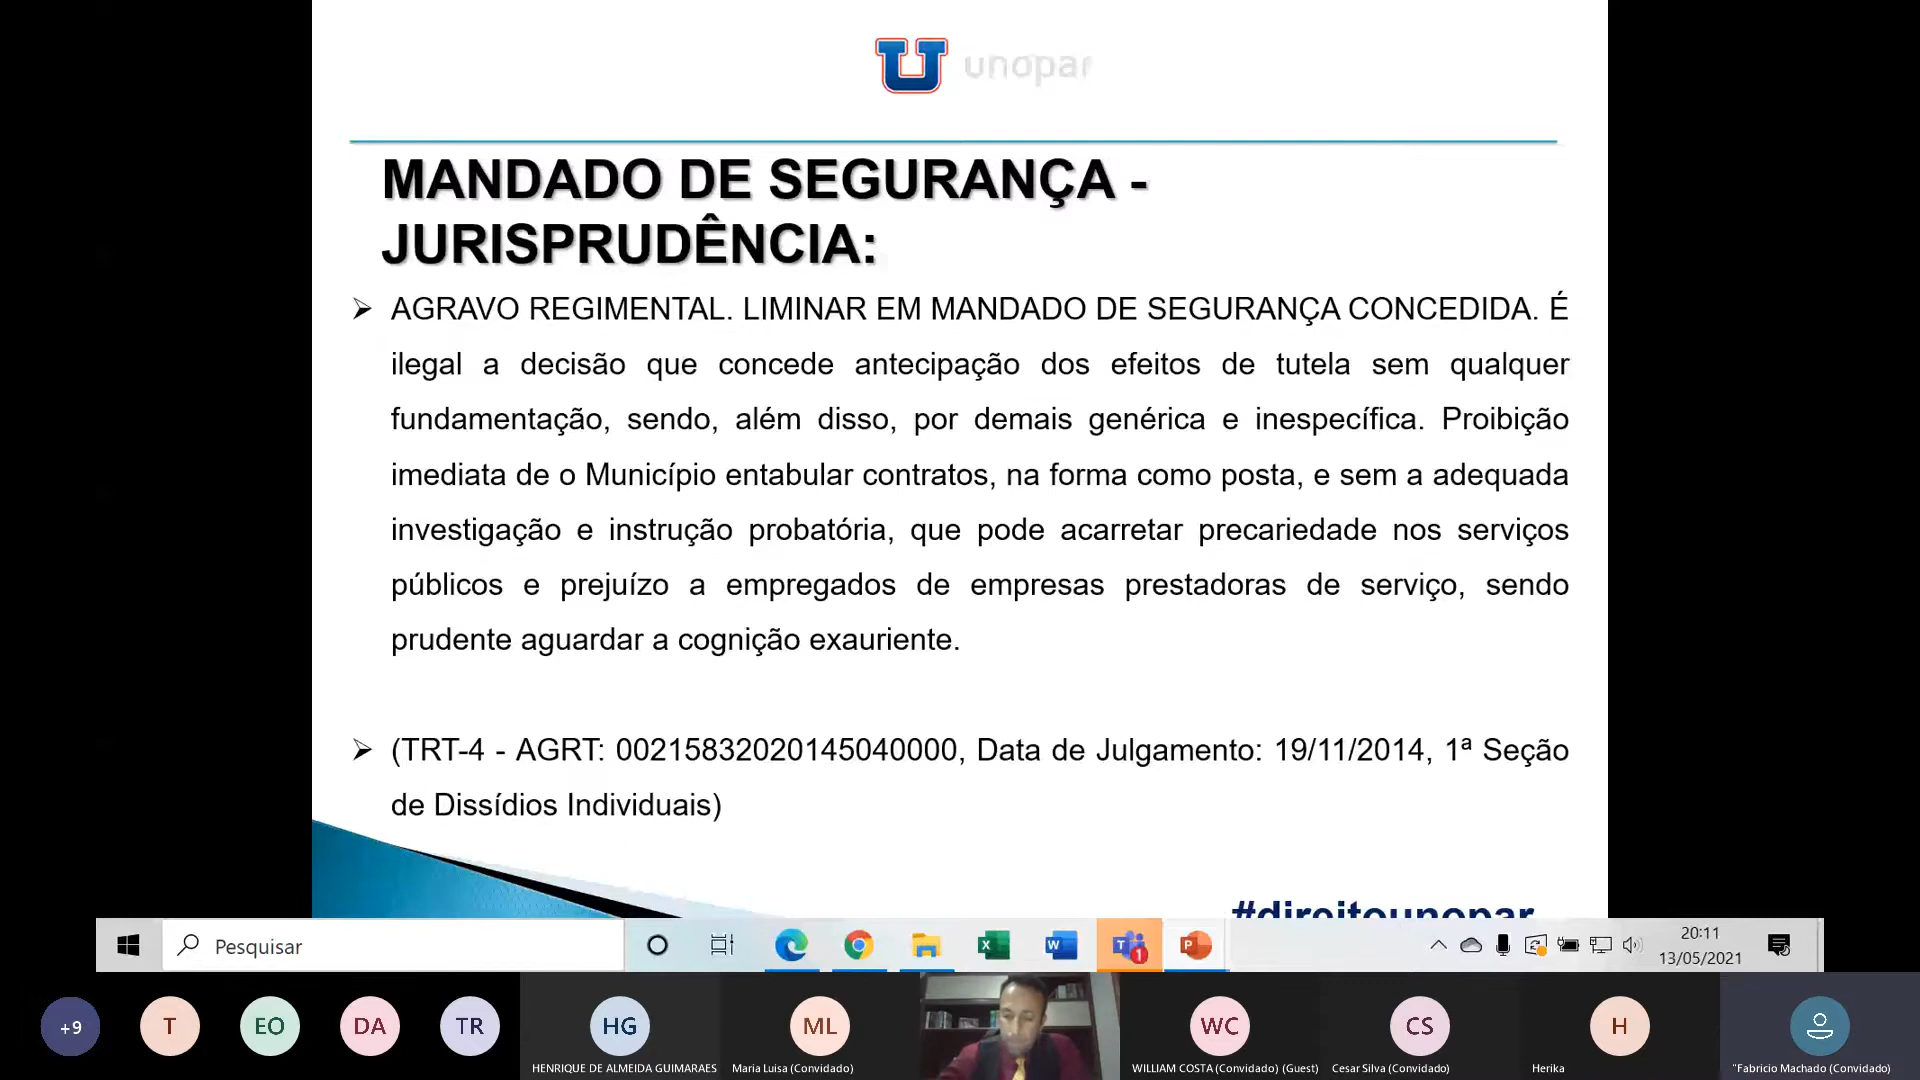 unopar
MANDADO DE SEGURANÇA -
JURISPRUDÊNCIA:
AGRAVO REGIMENTAL. LIMINAR EM MANDADO DE SEGURANÇA CONCEDIDA. É
ilegal a decisão que concede antecipação dos efeitos de tutela sem qualquer
fundamentação, sendo, além disso, por demais genérica e inespecífica. Proibição
imediata de o Município entabular contratos, na forma como posta, e sem a adequada
investigação e instrução probatória, que pode acarretar precariedade nos serviços
públicos e prejuízo a empregados de empresas prestadoras de serviço, sendo
prudente aguardar a cognição exauriente.
(TRT-4 - AGRT: 00215832020145040000, Data de Julgamento: 19/11/2014, 1ª Seção
de Dissídios Individuais)
#direitounopar
Pesquisar
1
20:11
13/05/2021
+9
T
EO
DA
TR
HG
ML
WC
CS
H
HENRIQUE DE ALMEIDA GUIMARAES
Maria Luisa (Convidado)
WILLIAM COSTA (Convidado) (Guest)
Cesar Silva (Convidado)
Herika
"Fabricio Machado (Convidado)